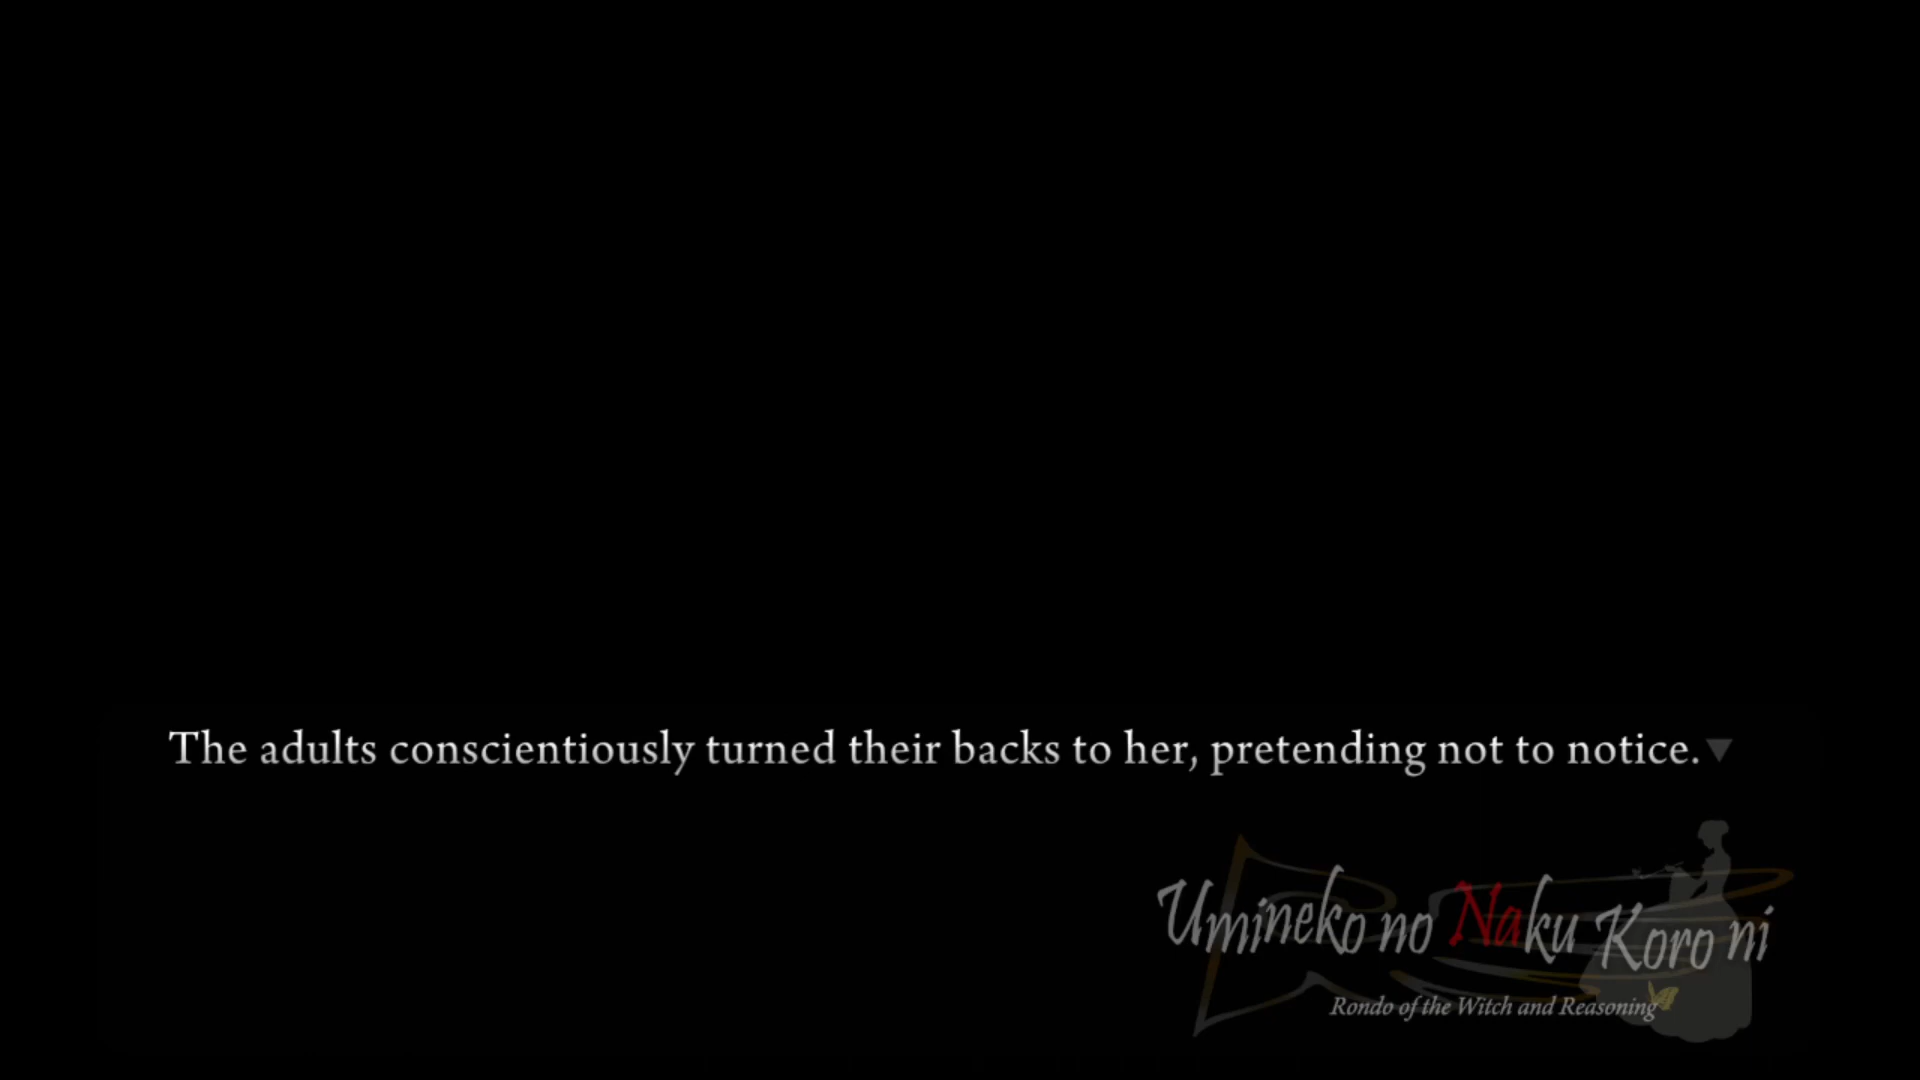 The adults conscientiously turned their backs to her, pretending not to notice.
Umineko no Naku Koro ni
Rondo of the Witch and Reasoning